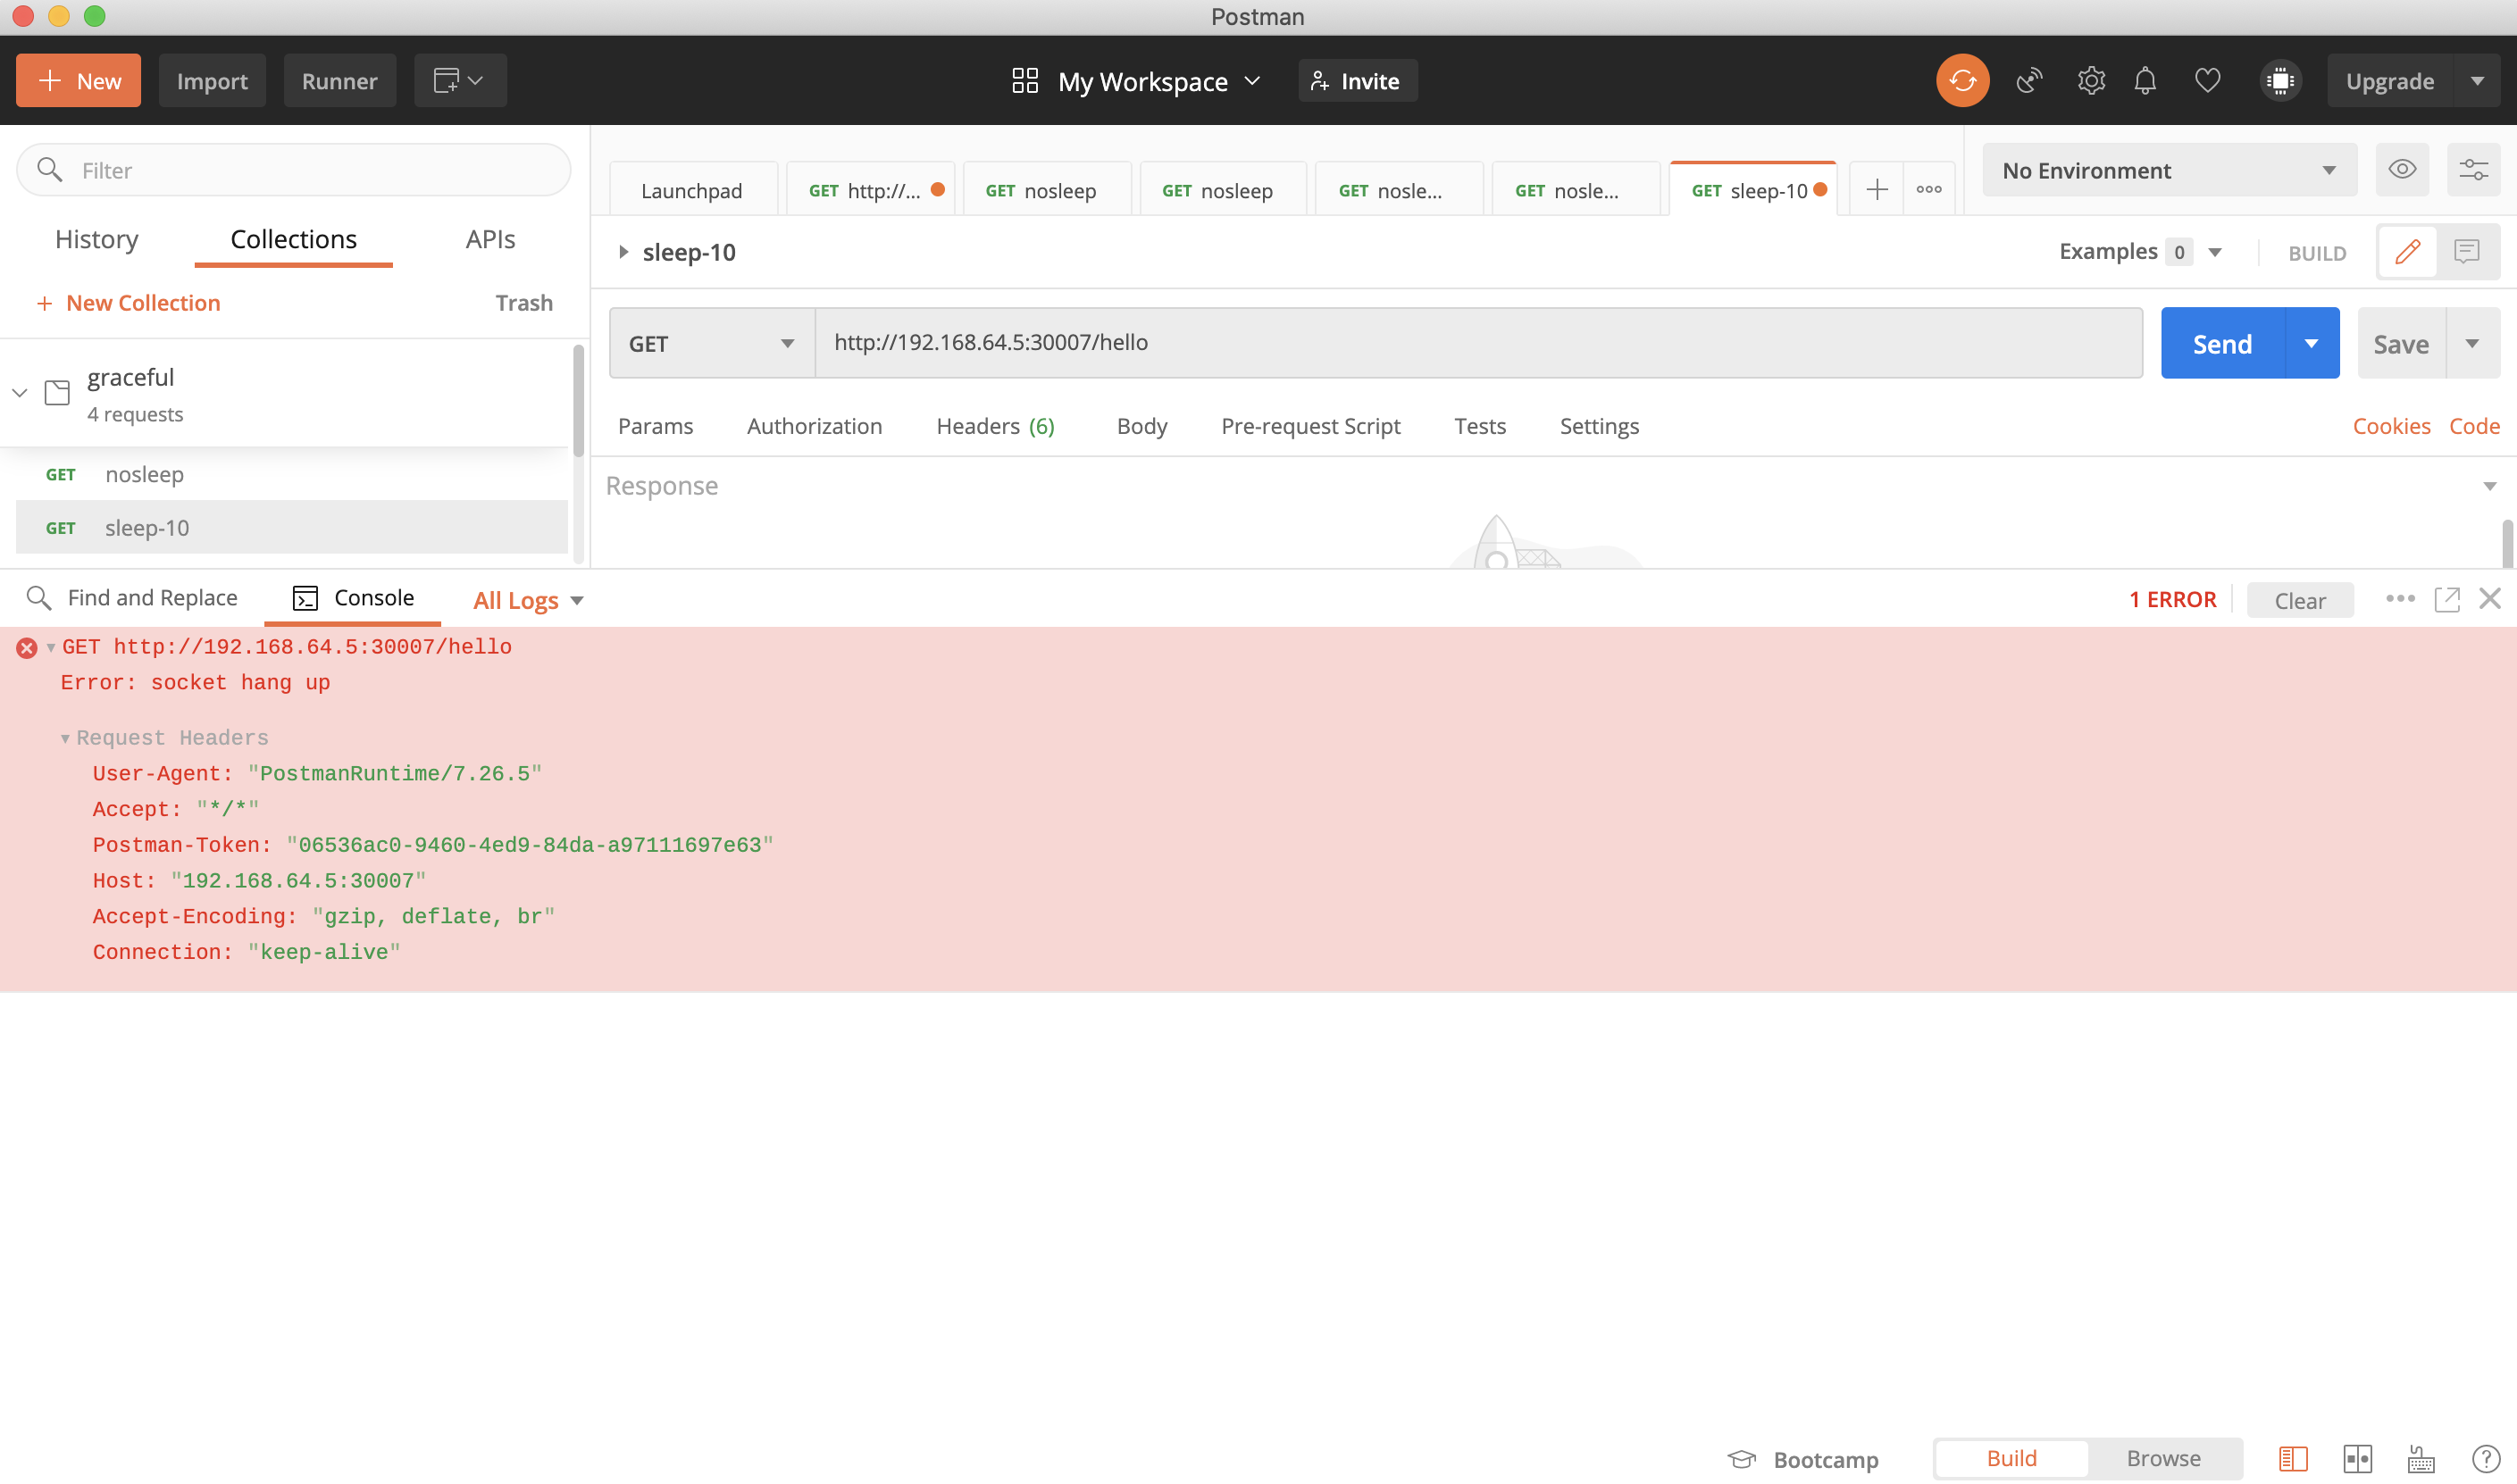 Postman
New
Import
Runner
My Workspace
Invite
Upgrade
Filter
History
Collections
APIs
+ New Collection
Trash
graceful
4 requests
GET nosleep
GET sleep-10
Launchpad
GET http://...
GET nosleep
GET nosleep
GET nosle...
GET nosle...
GET sleep-10
No Environment
sleep-10
Examples 0
BUILD
GET
http://192.168.64.5:30007/hello
Send
Save
Params
Authorization
Headers (6)
Body
Pre-request Script
Tests
Settings
Cookies
Code
Response
Find and Replace
Console
All Logs
1 ERROR
Clear
GET http://192.168.64.5:30007/hello
Error: socket hang up
Request Headers
User-Agent: "PostmanRuntime/7.26.5"
Accept: "*/*"
Postman-Token: "06536ac0-9460-4ed9-84da-a97111697e63"
Host: "192.168.64.5:30007"
Accept-Encoding: "gzip, deflate, br"
Connection: "keep-alive"
Bootcamp
Build
Browse